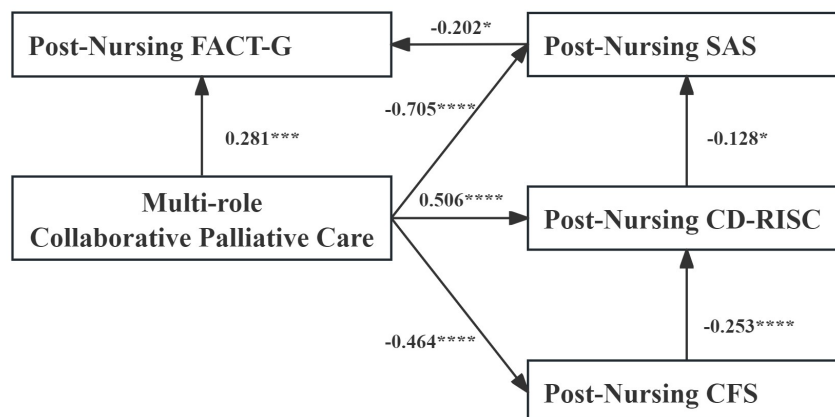 -0.202*
Post-Nursing FACT-G
Post-Nursing SAS
-0.705****
0.281***
-0.128*
Multi-role
Collaborative Palliative Care
0.506****
Post-Nursing CD-RISC
-0.464****
-0.253****
Post-Nursing CFS